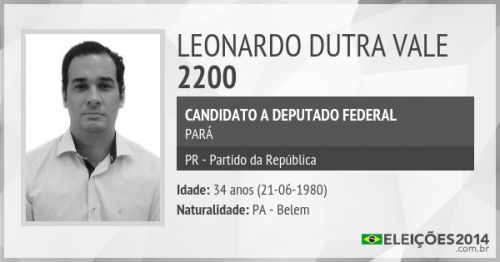 LEONARDO DUTRA VALE
2200
CANDIDATO A DEPUTADO FEDERAL
PARÁ
PR - Partido da República
Idade: 34 anos (21-06-1980)
Naturalidade: PA - Belem
ELEIÇÕES2014
.com.br